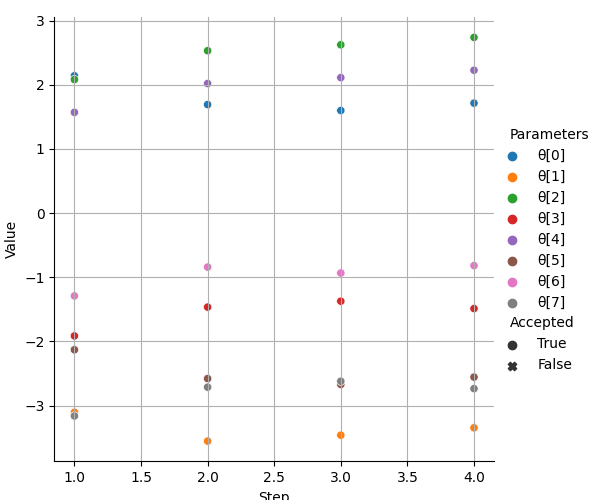 3
2
1
0
−1
−2
−3
Value
1.0 1.5 2.0 2.5 3.0 3.5 4.0
Step
Parameters
θ[0]
θ[1]
θ[2]
θ[3]
θ[4]
θ[5]
θ[6]
θ[7]
Accepted
True
False